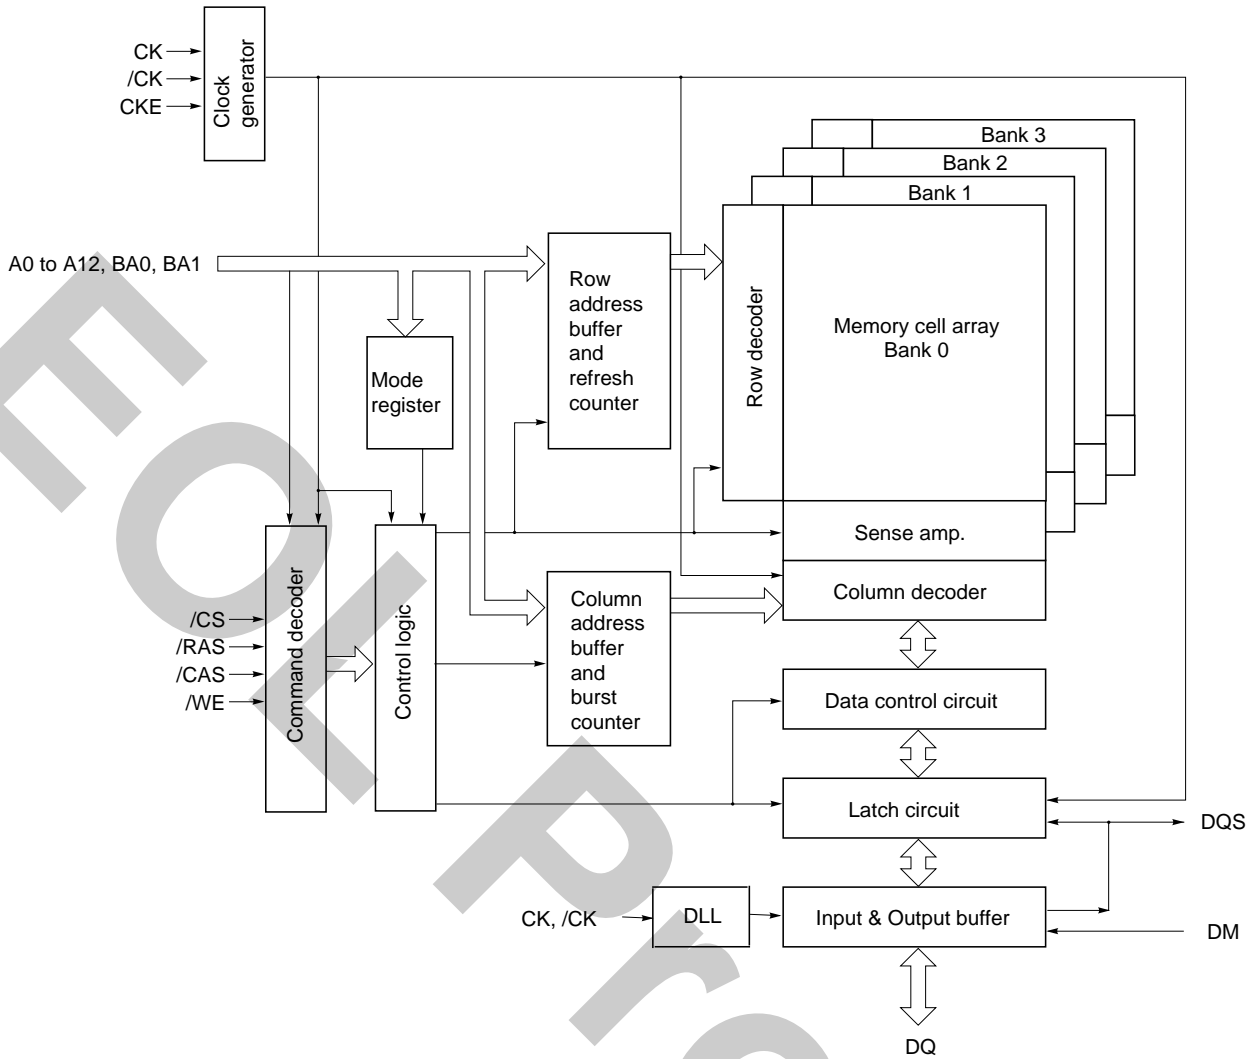 CK
/CK
CKE
Clock
generator
Bank 3
Bank 2
Bank 1
A0 to A12, BA0, BA1
Row
address
buffer
and
refresh
counter
Row decoder
Memory cell array
Bank 0
Mode
register
Sense amp.
Column decoder
/CS
/RAS
/CAS
/WE
Command decoder
Control logic
Column
address
buffer
and
burst
counter
Data control circuit
Latch circuit
DQS
CK, /CK
DLL
Input & Output buffer
DM
DQ
EOL Pro